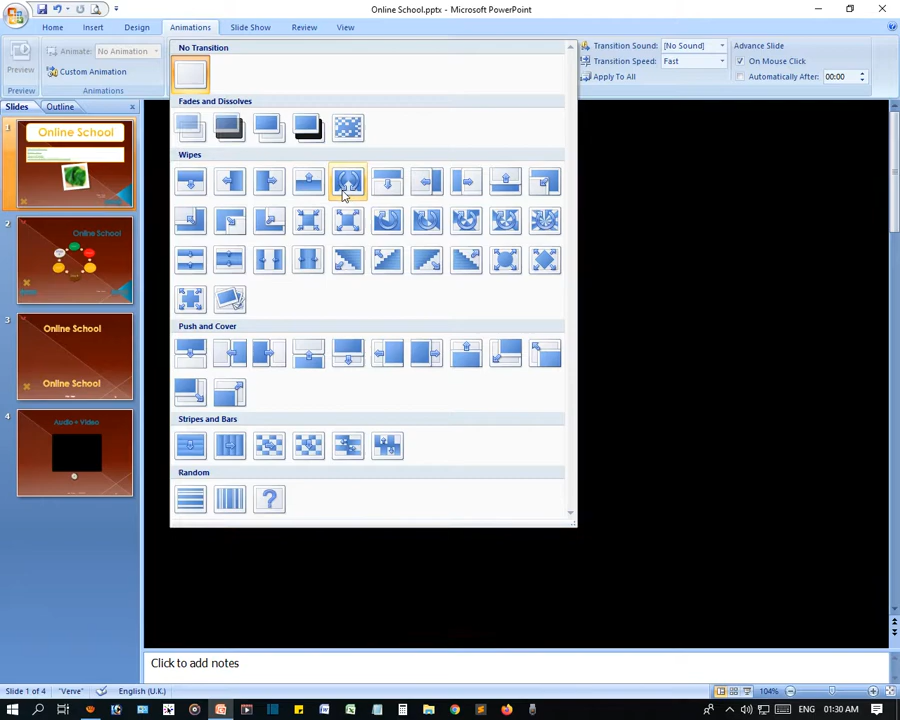 Online School.pptx - Microsoft PowerPoint
Home Insert Design Animations Slide Show Review View
Preview
Preview
Animate: No Animation
Custom Animation
Animations
No Transition
Fades and Dissolves
Wipes
Push and Cover
Stripes and Bars
Random
Transition Sound: [No Sound]
Transition Speed: Fast
Apply To All
Advance Slide
On Mouse Click
Automatically After: 00:00
Slides Outline
1
Online School
2
Online School
3
Online School
Online School
4
Audio + Video
Click to add notes
Slide 1 of 4 "Verve" English (U.K.) 104%
ENG 01:30 AM